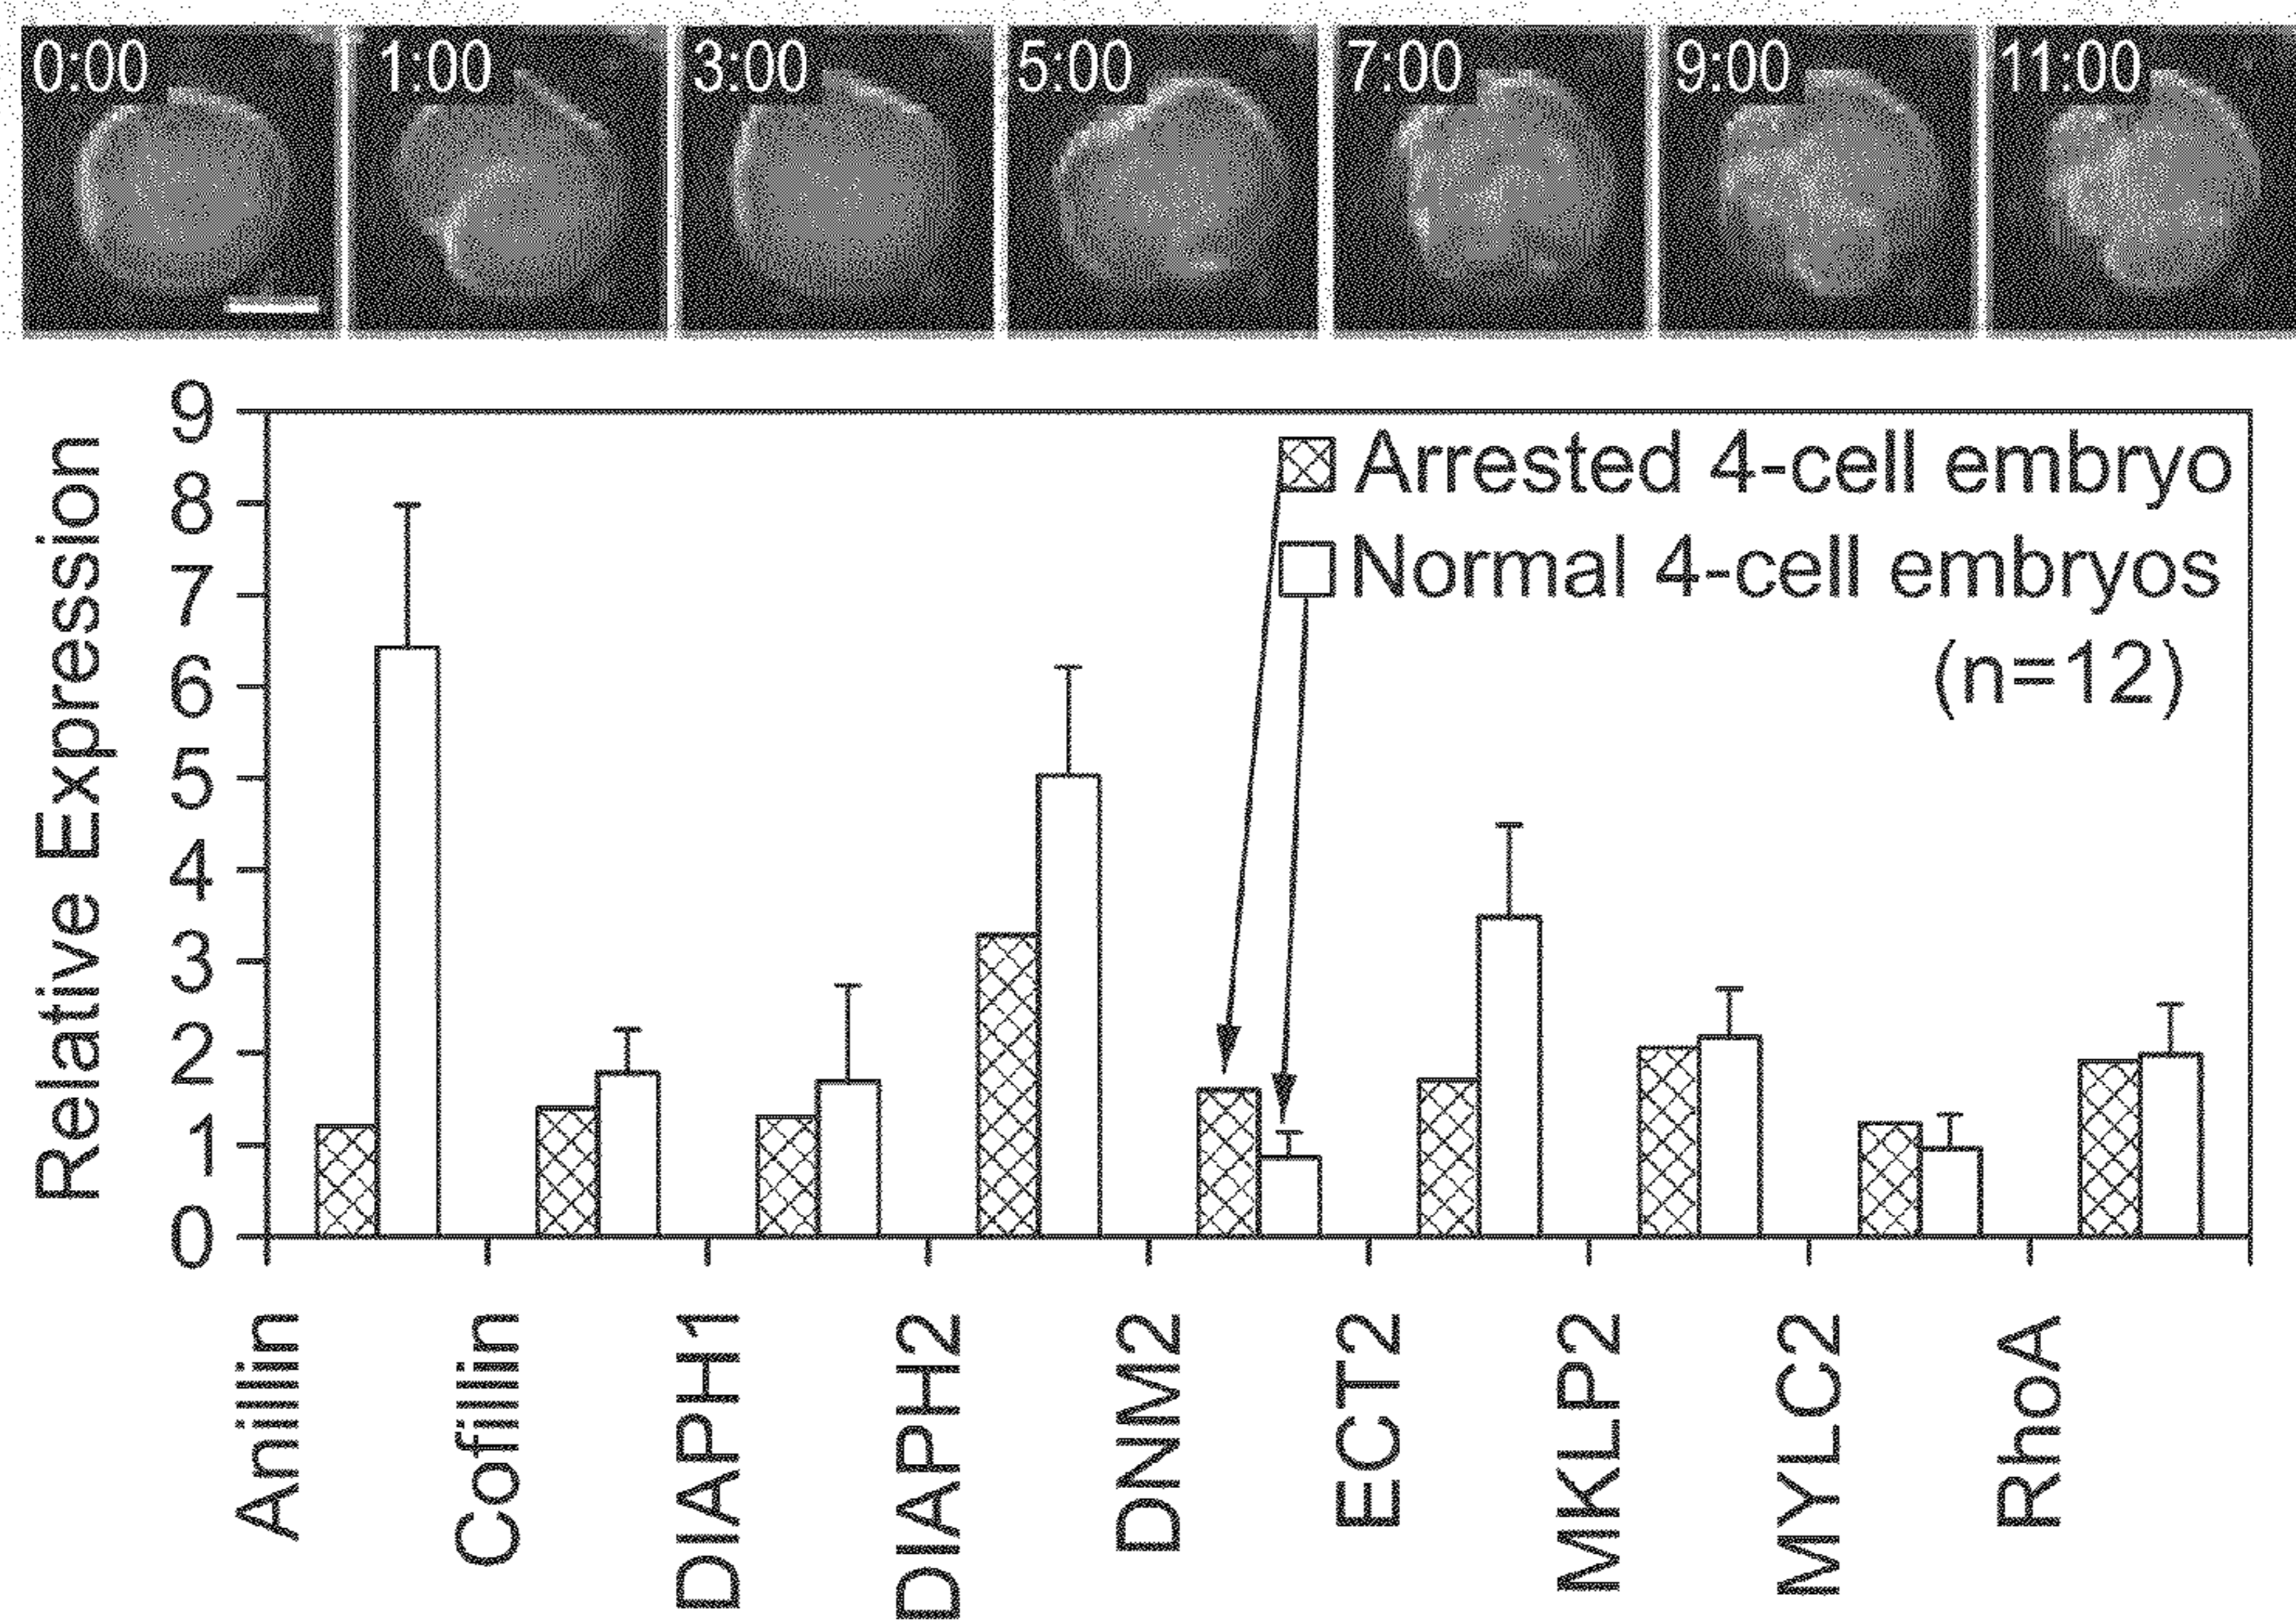 0:00
1:00
3:00
5:00
7:00
9:00
11:00
Relative Expression
9
8
7
6
5
4
3
2
1
0
Arrested 4-cell embryo
Normal 4-cell embryos
(n=12)
Anillin
Cofillin
DIAPH1
DIAPH2
DNM2
ECT2
MKLP2
MYLC2
RhoA